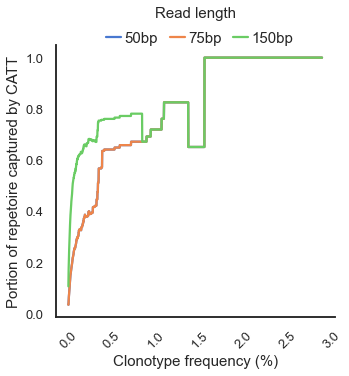 Read length
50bp 75bp 150bp
1.0
0.8
0.6
0.4
0.2
0.0
Portion of repetoire captured by CATT
0.0 0.5 1.0 1.5 2.0 2.5 3.0
Clonotype frequency (%)